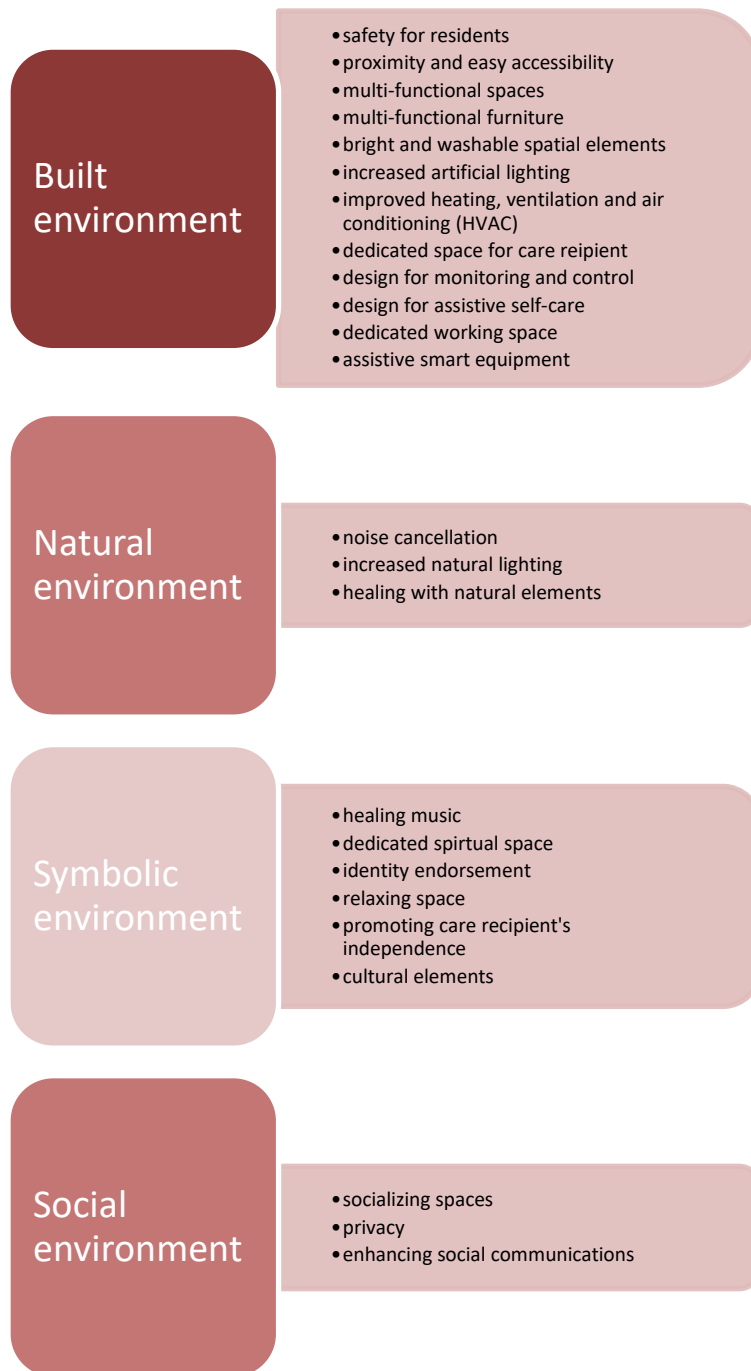 Built
environment
•safety for residents
•proximity and easy accessibility
•multi-functional spaces
•multi-functional furniture
•bright and washable spatial elements
•increased artificial lighting
•improved heating, ventilation and air
conditioning (HVAC)
•dedicated space for care reipient
•design for monitoring and control
•design for assistive self-care
•dedicated working space
•assistive smart equipment
Natural
environment
•noise cancellation
•increased natural lighting
•healing with natural elements
Symbolic
environment
•healing music
•dedicated spirtual space
•identity endorsement
•relaxing space
•promoting care recipient's
independence
•cultural elements
Social
environment
•socializing spaces
•privacy
•enhancing social communications